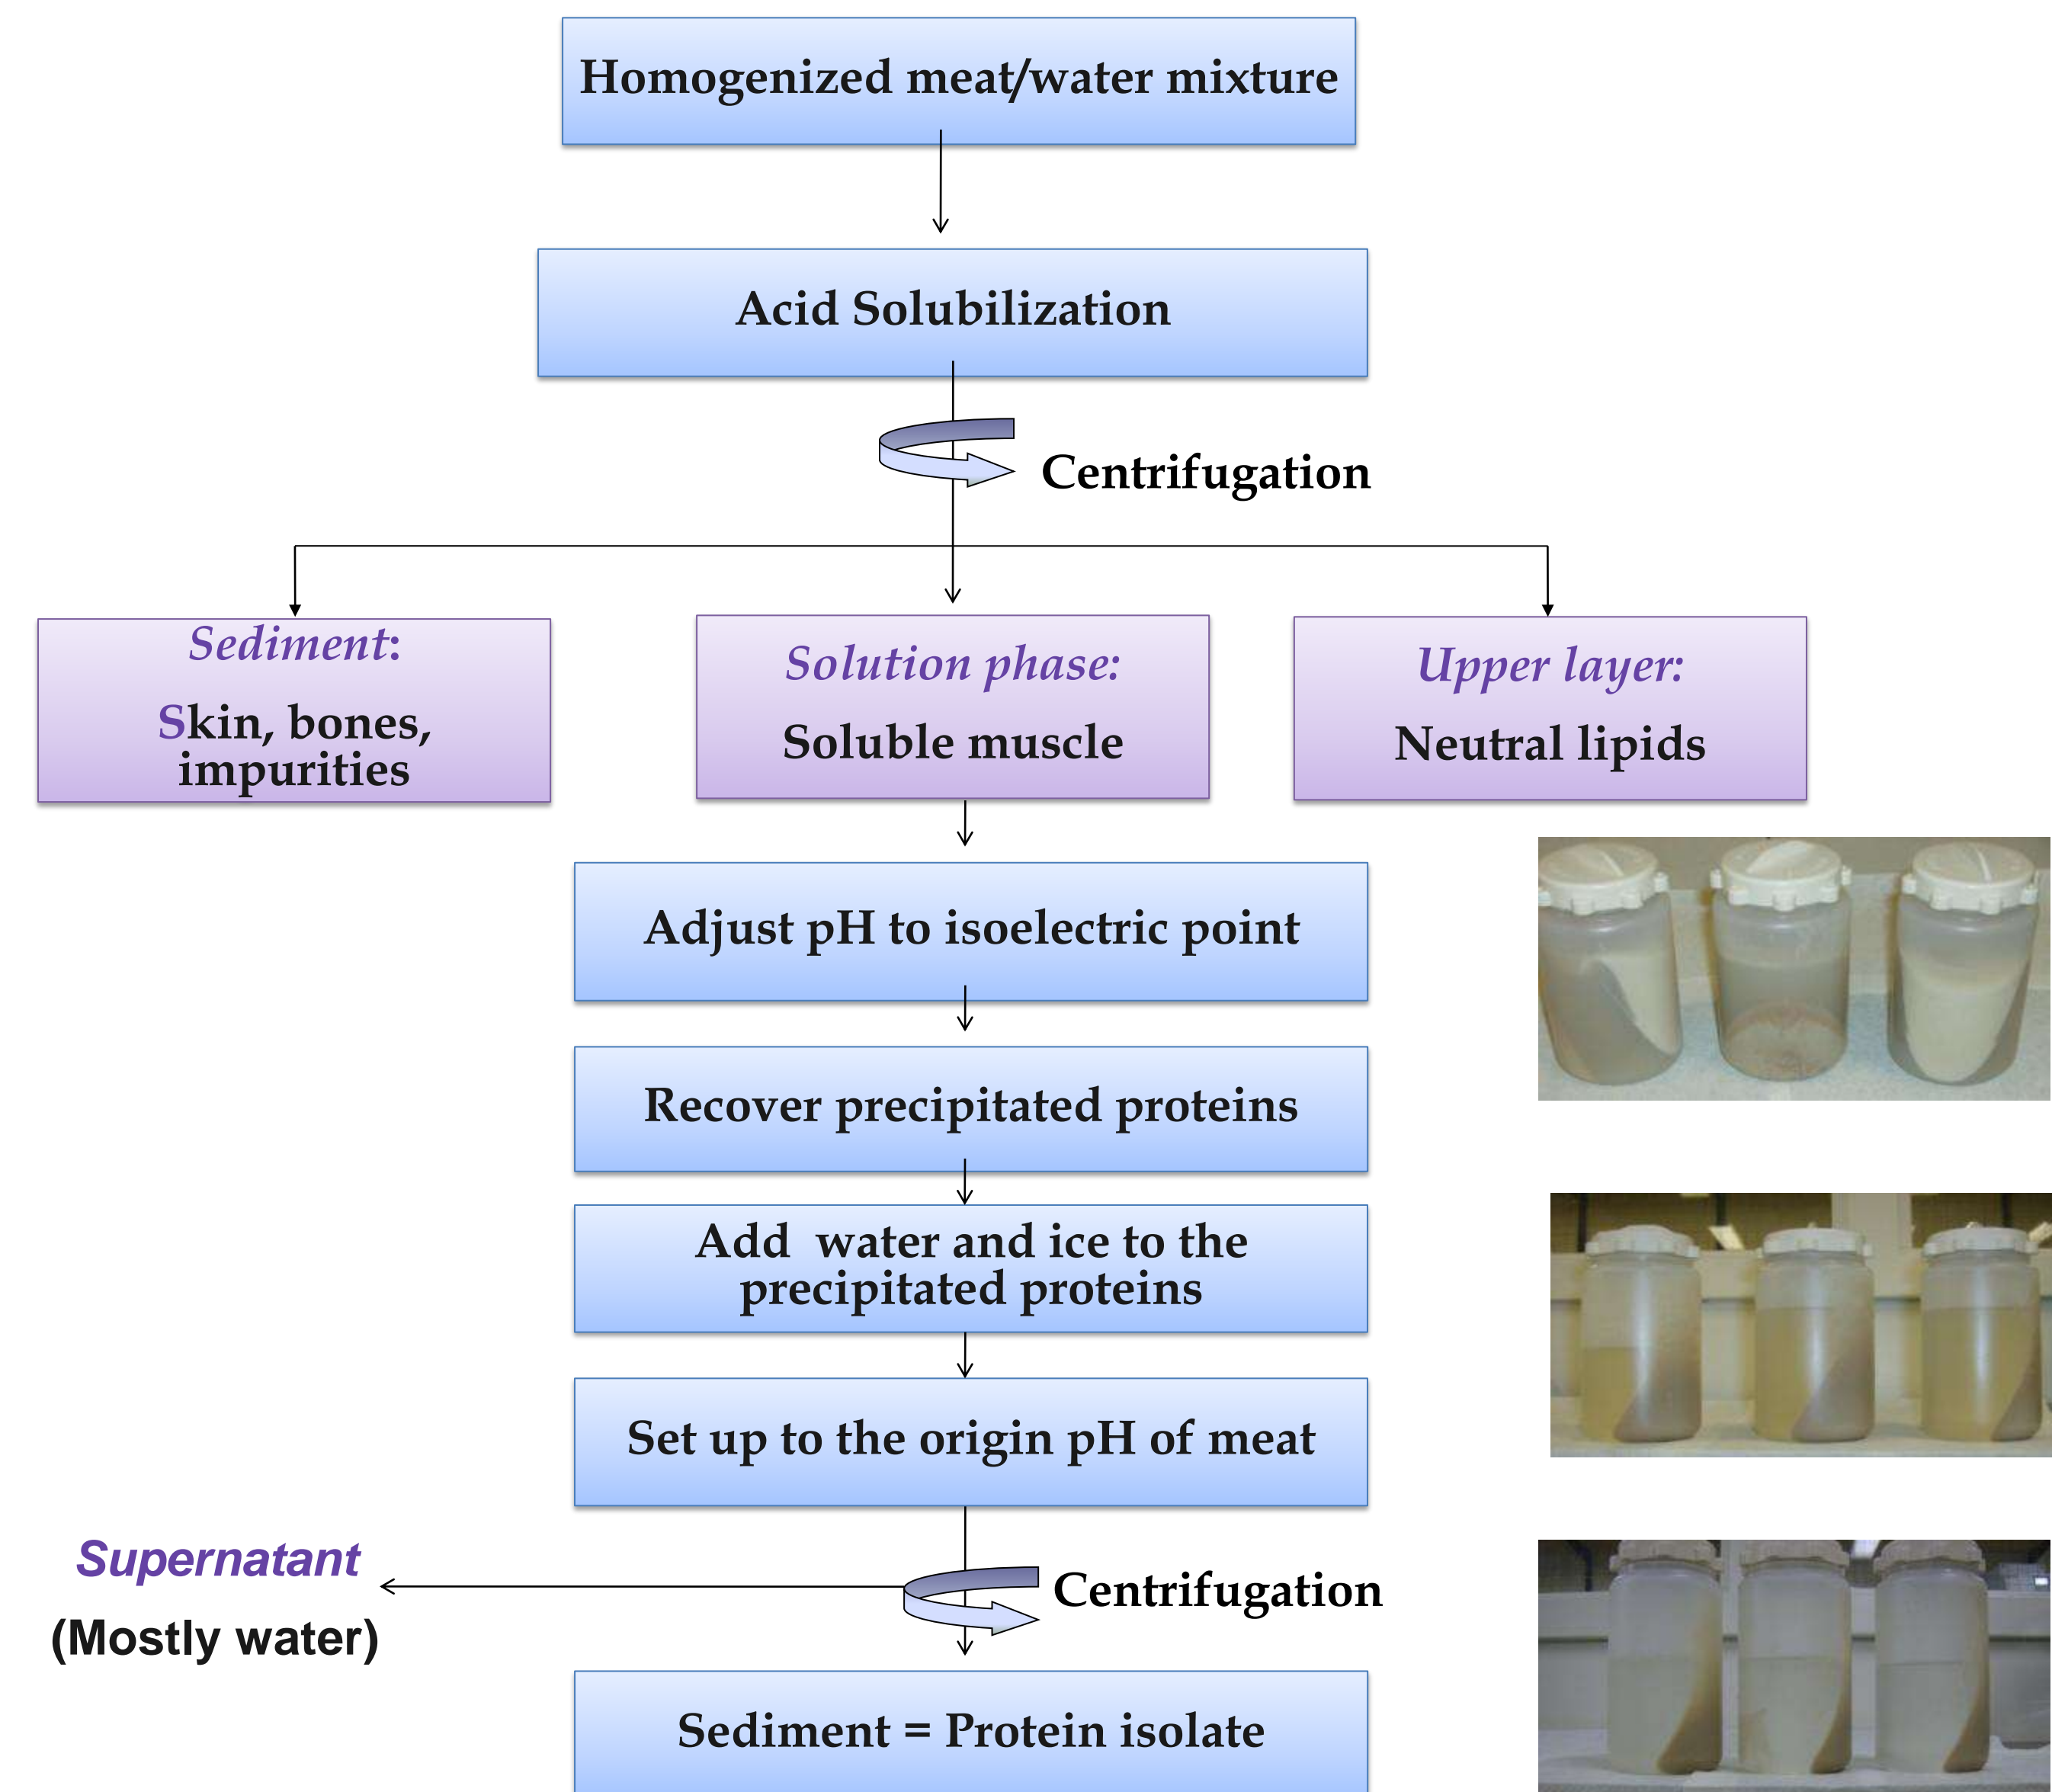 Homogenized meat/water mixture
Acid Solubilization
Centrifugation
Sediment:
Skin, bones,
impurities
Solution phase:
Soluble muscle
Upper layer:
Neutral lipids
Adjust pH to isoelectric point
Recover precipitated proteins
Add  water and ice to the
precipitated proteins
Set up to the origin pH of meat
Supernatant
(Mostly water)
Centrifugation
Sediment = Protein isolate